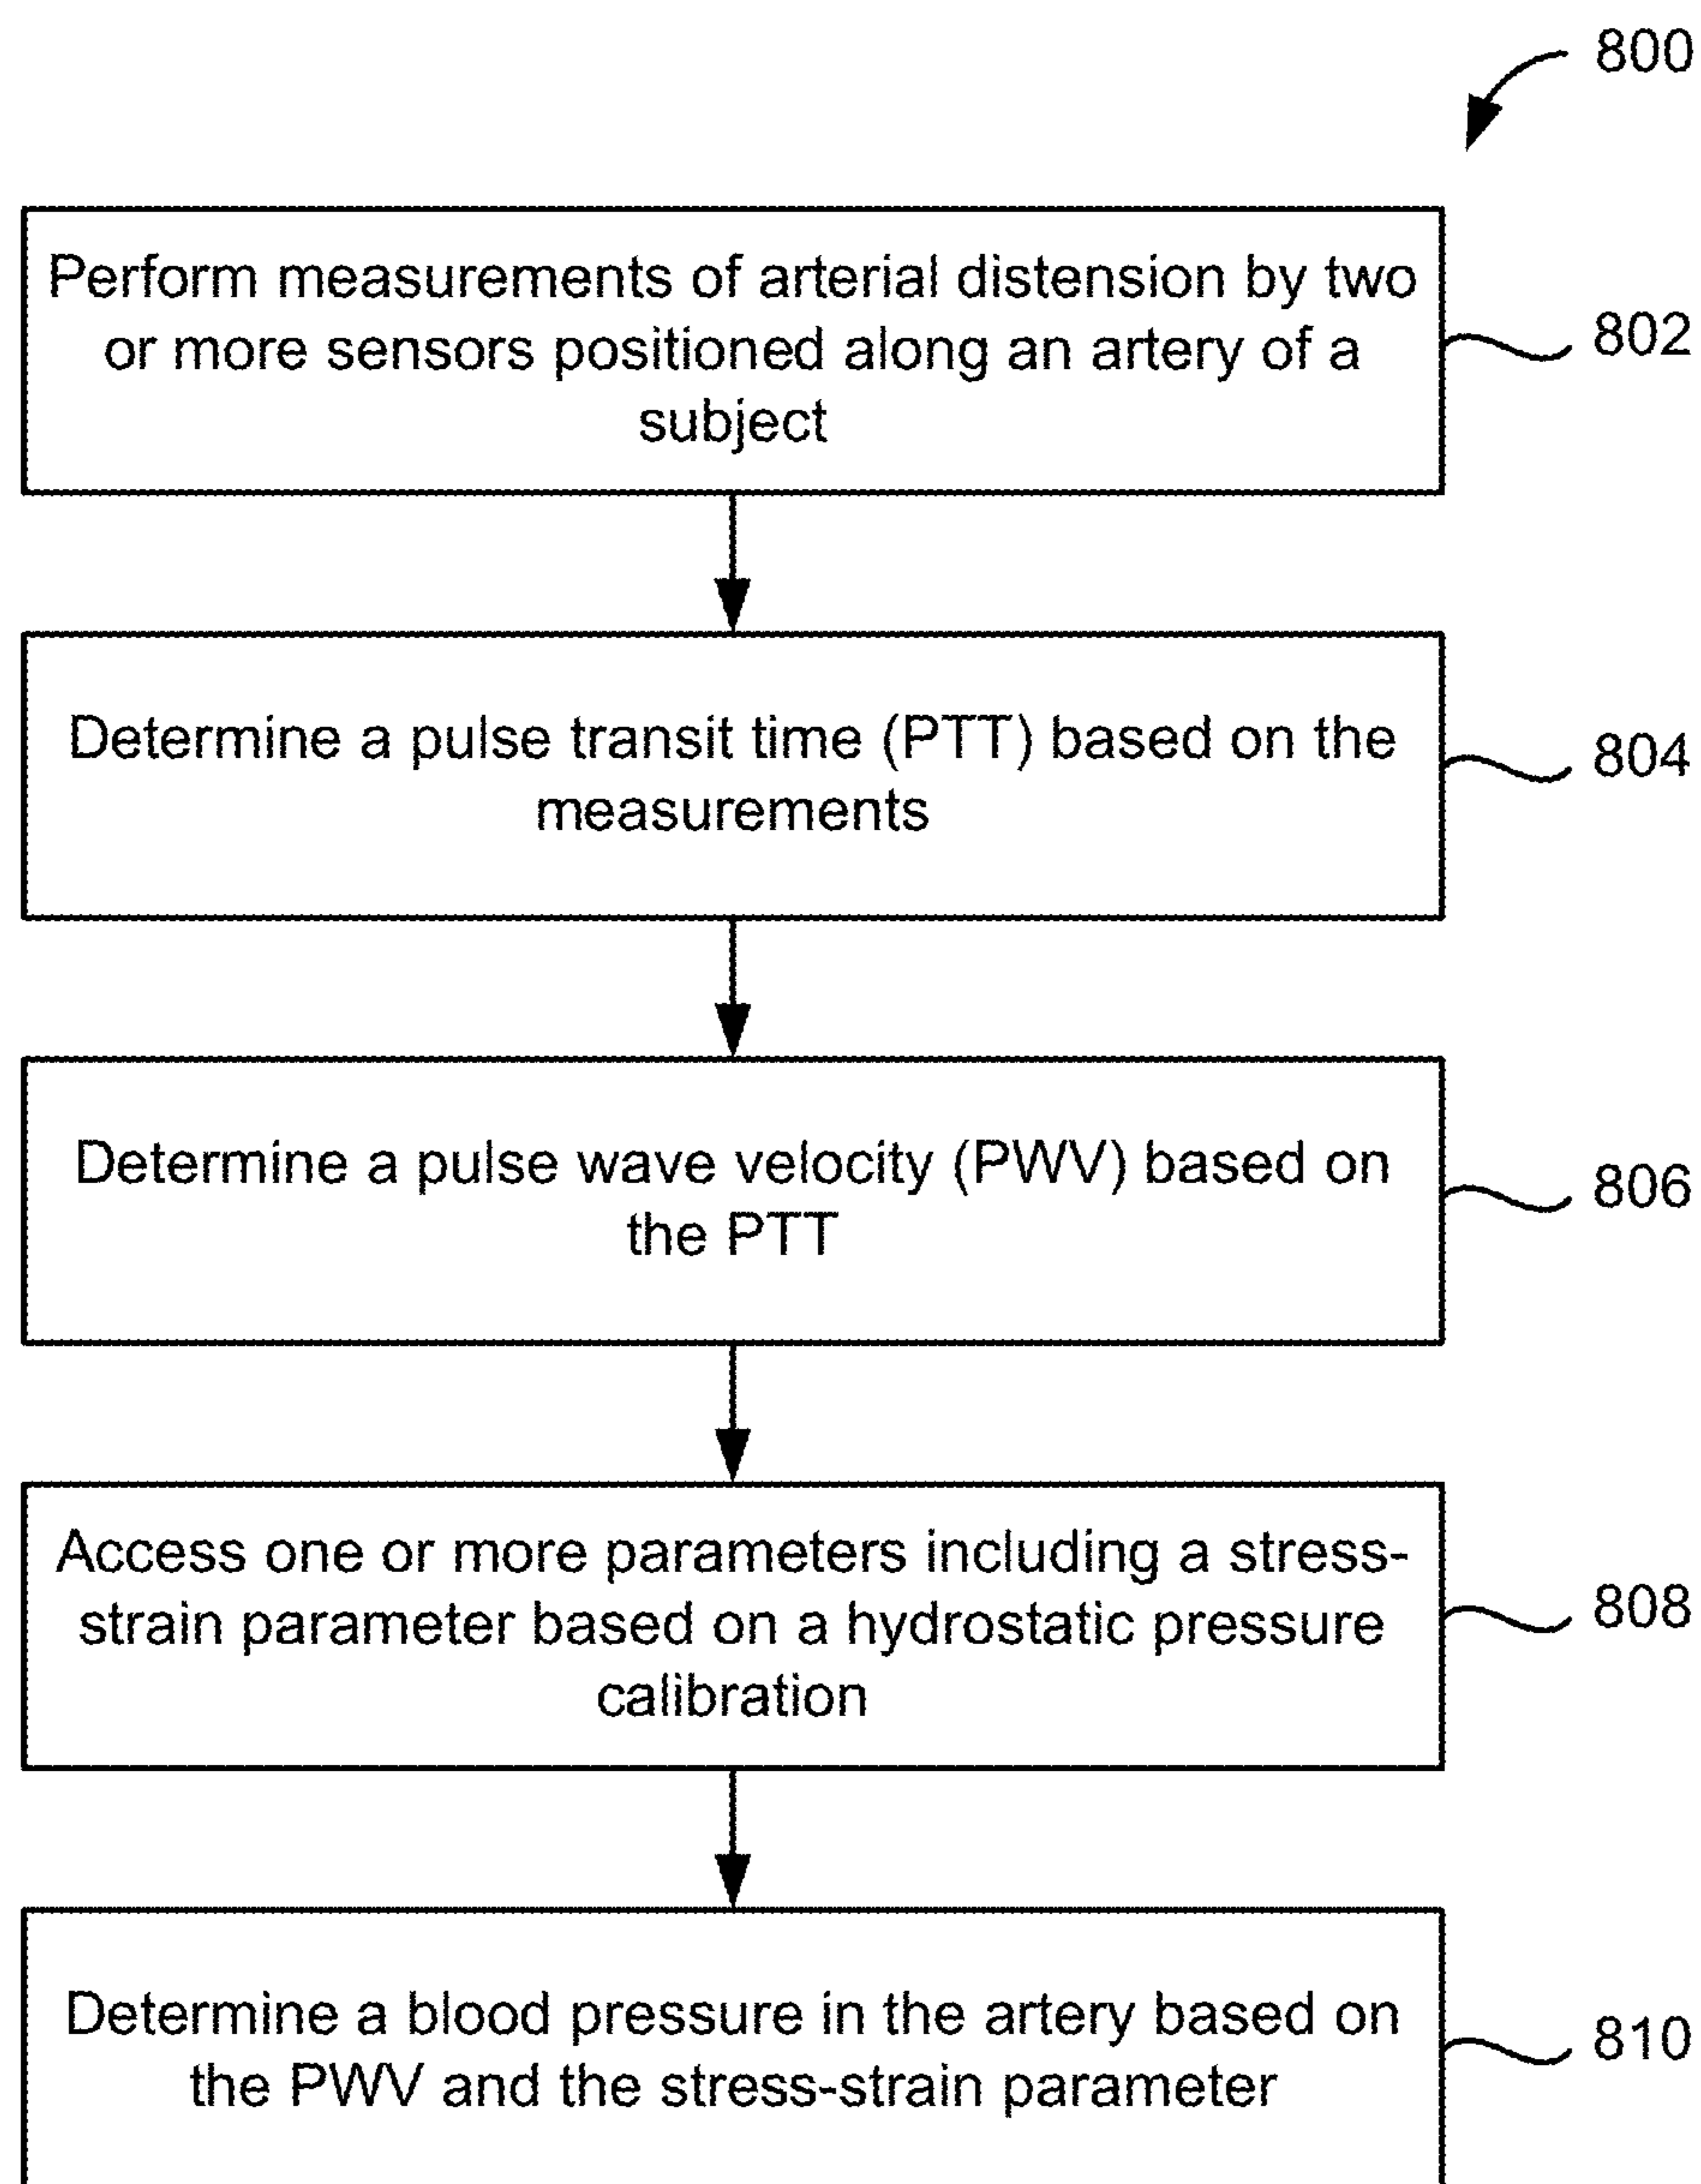 800
Perform measurements of arterial distension by two
or more sensors positioned along an artery of a
subject
802
Determine a pulse transit time (PTT) based on the
measurements
804
Determine a pulse wave velocity (PWV) based on
the PTT
806
Access one or more parameters including a stress-
strain parameter based on a hydrostatic pressure
calibration
808
Determine a blood pressure in the artery based on
the PWV and the stress-strain parameter
810